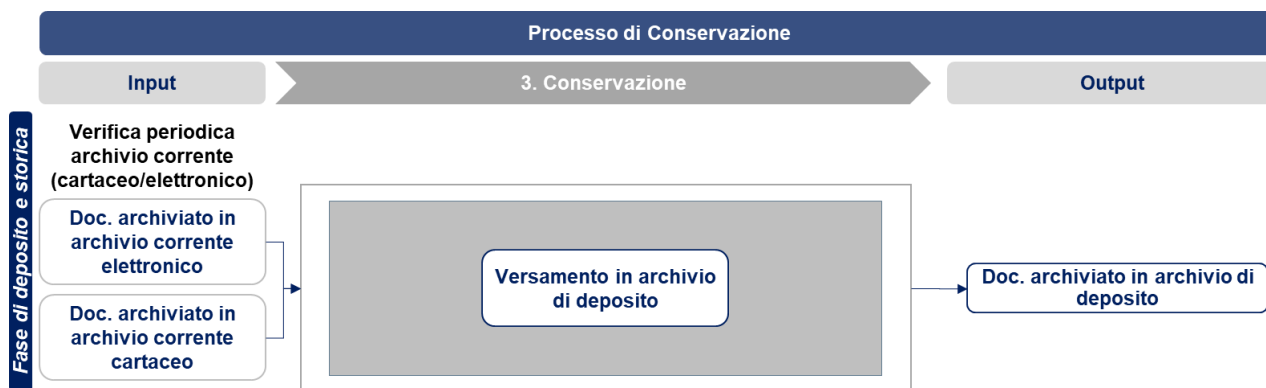 Processo di Conservazione
Input
3. Conservazione
Output
Fase di deposito e storica
Verifica periodica
archivio corrente
(cartaceo/elettronico)
Doc. archiviato in
archivio corrente
elettronico
Doc. archiviato in
archivio corrente
cartaceo
Versamento in archivio
di deposito
Doc. archiviato in archivio di
deposito